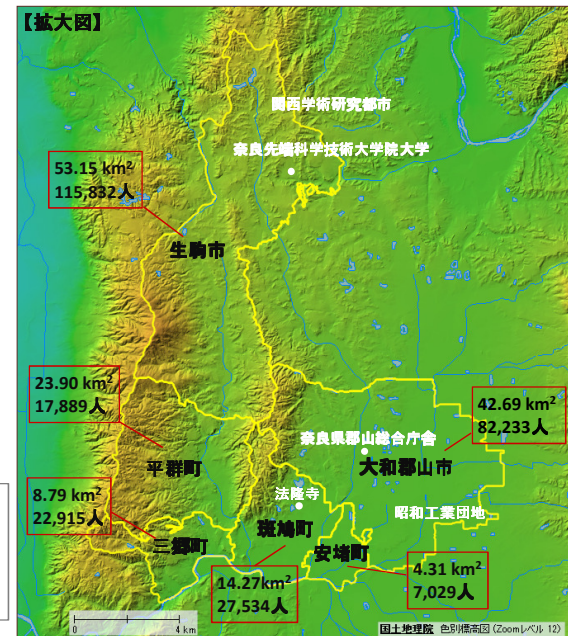 【拡大図】
関西学術研究都市
奈良先端科学技術大学院大学
53.15 km²
115,832人
生駒市
23.90 km²
17,889人
42.69 km²
82,233人
奈良県郡山総合庁舎
大和郡山市
平群町
8.79 km²
22,915人
法隆寺
昭和工業団地
斑鳩町
三郷町
安堵町
14.27km²
27,534人
4.31 km²
7,029人
0 4 km
国土地理院 色別標高図(Zoomレベル 12)